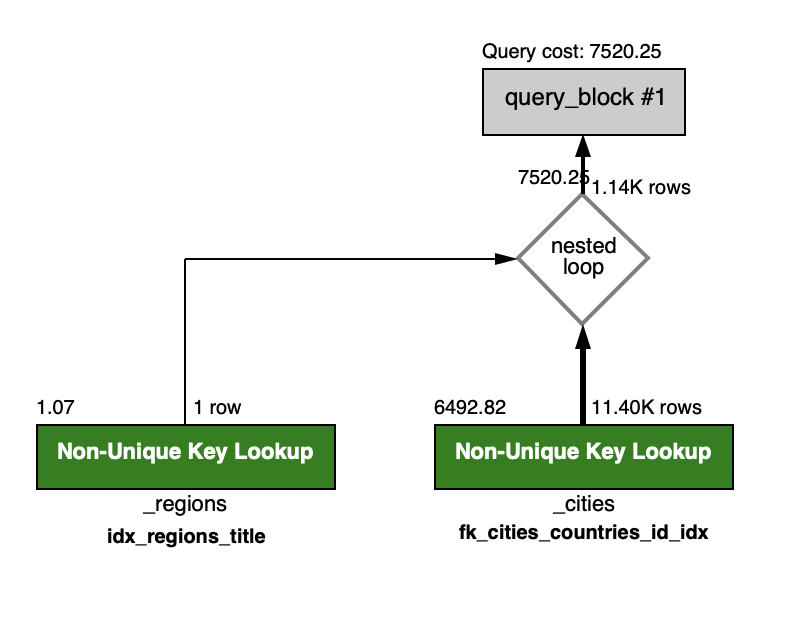 Query cost: 7520.25
query_block #1
7520.25
1.14K rows
nested
loop
1.07
1 row
Non-Unique Key Lookup
_regions
idx_regions_title
6492.82
11.40K rows
Non-Unique Key Lookup
_cities
fk_cities_countries_id_idx